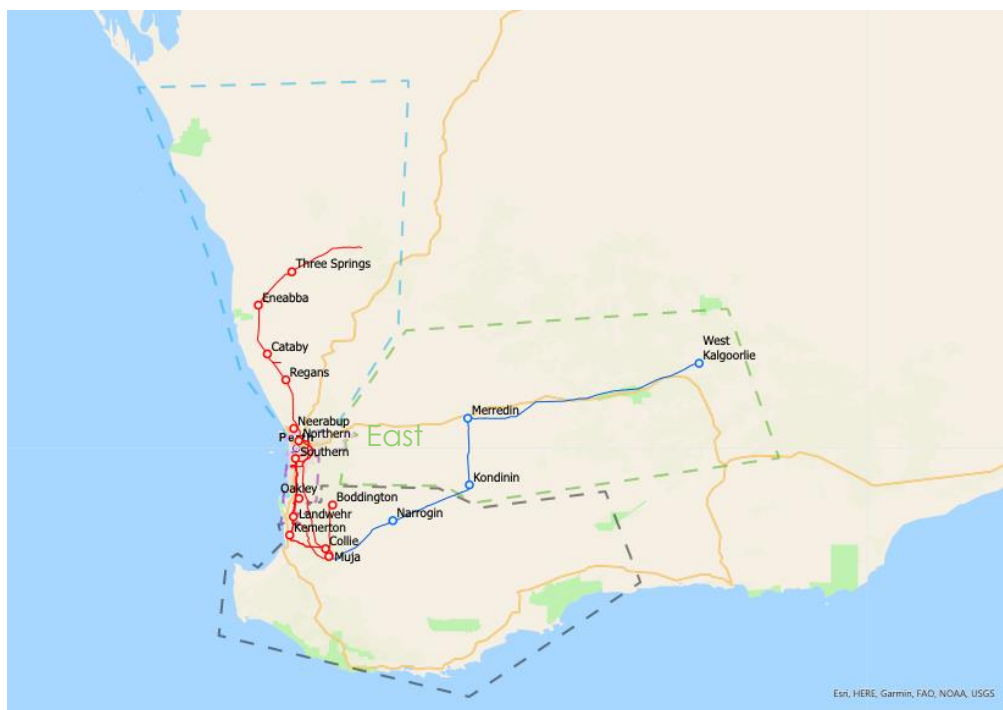 Three Springs
Eneabba
Cataby
Regans
West
Kalgoorlie
Merredin
Neerabup
Northern
Perth
East
Southern
Kondinin
Oakley
Boddington
Landwehr
Narrogin
Kemerton
Collie
Muja
Esri, HERE, Garmin, FAO, NOAA, USGS